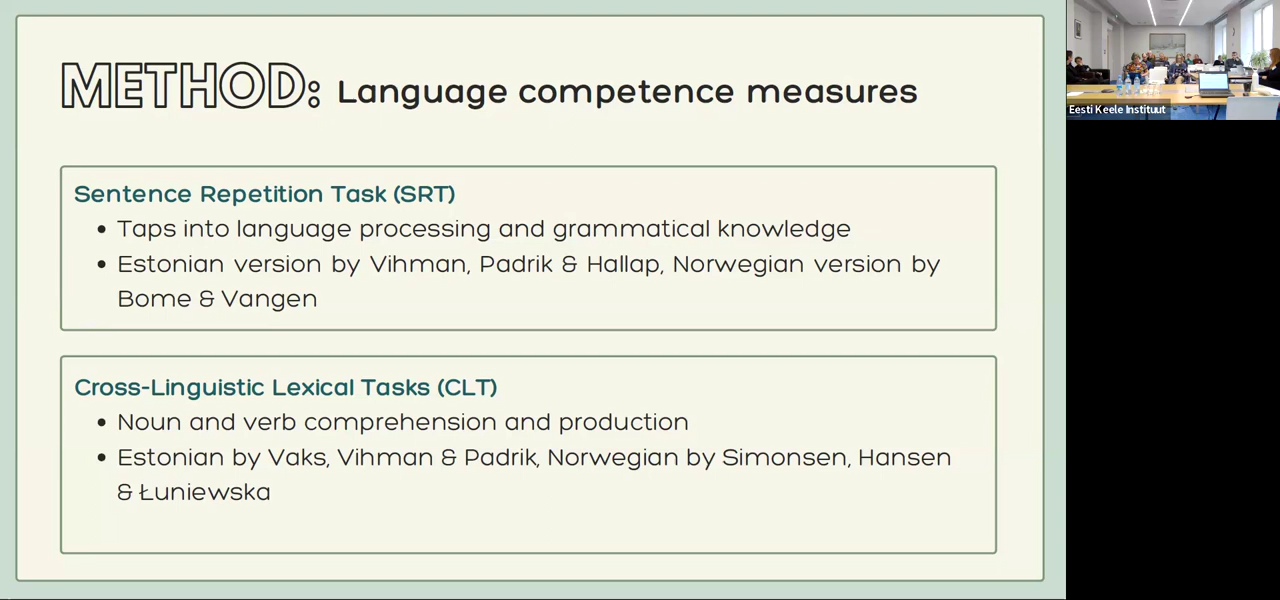 METHOD: Language competence measures
Sentence Repetition Task (SRT)
• Taps into language processing and grammatical knowledge
• Estonian version by Vihman, Padrik & Hallap, Norwegian version by
Bome & Vangen
Cross-Linguistic Lexical Tasks (CLT)
• Noun and verb comprehension and production
• Estonian by Vaks, Vihman & Padrik, Norwegian by Simonsen, Hansen
& Łuniewska
Eesti Keele Instituut